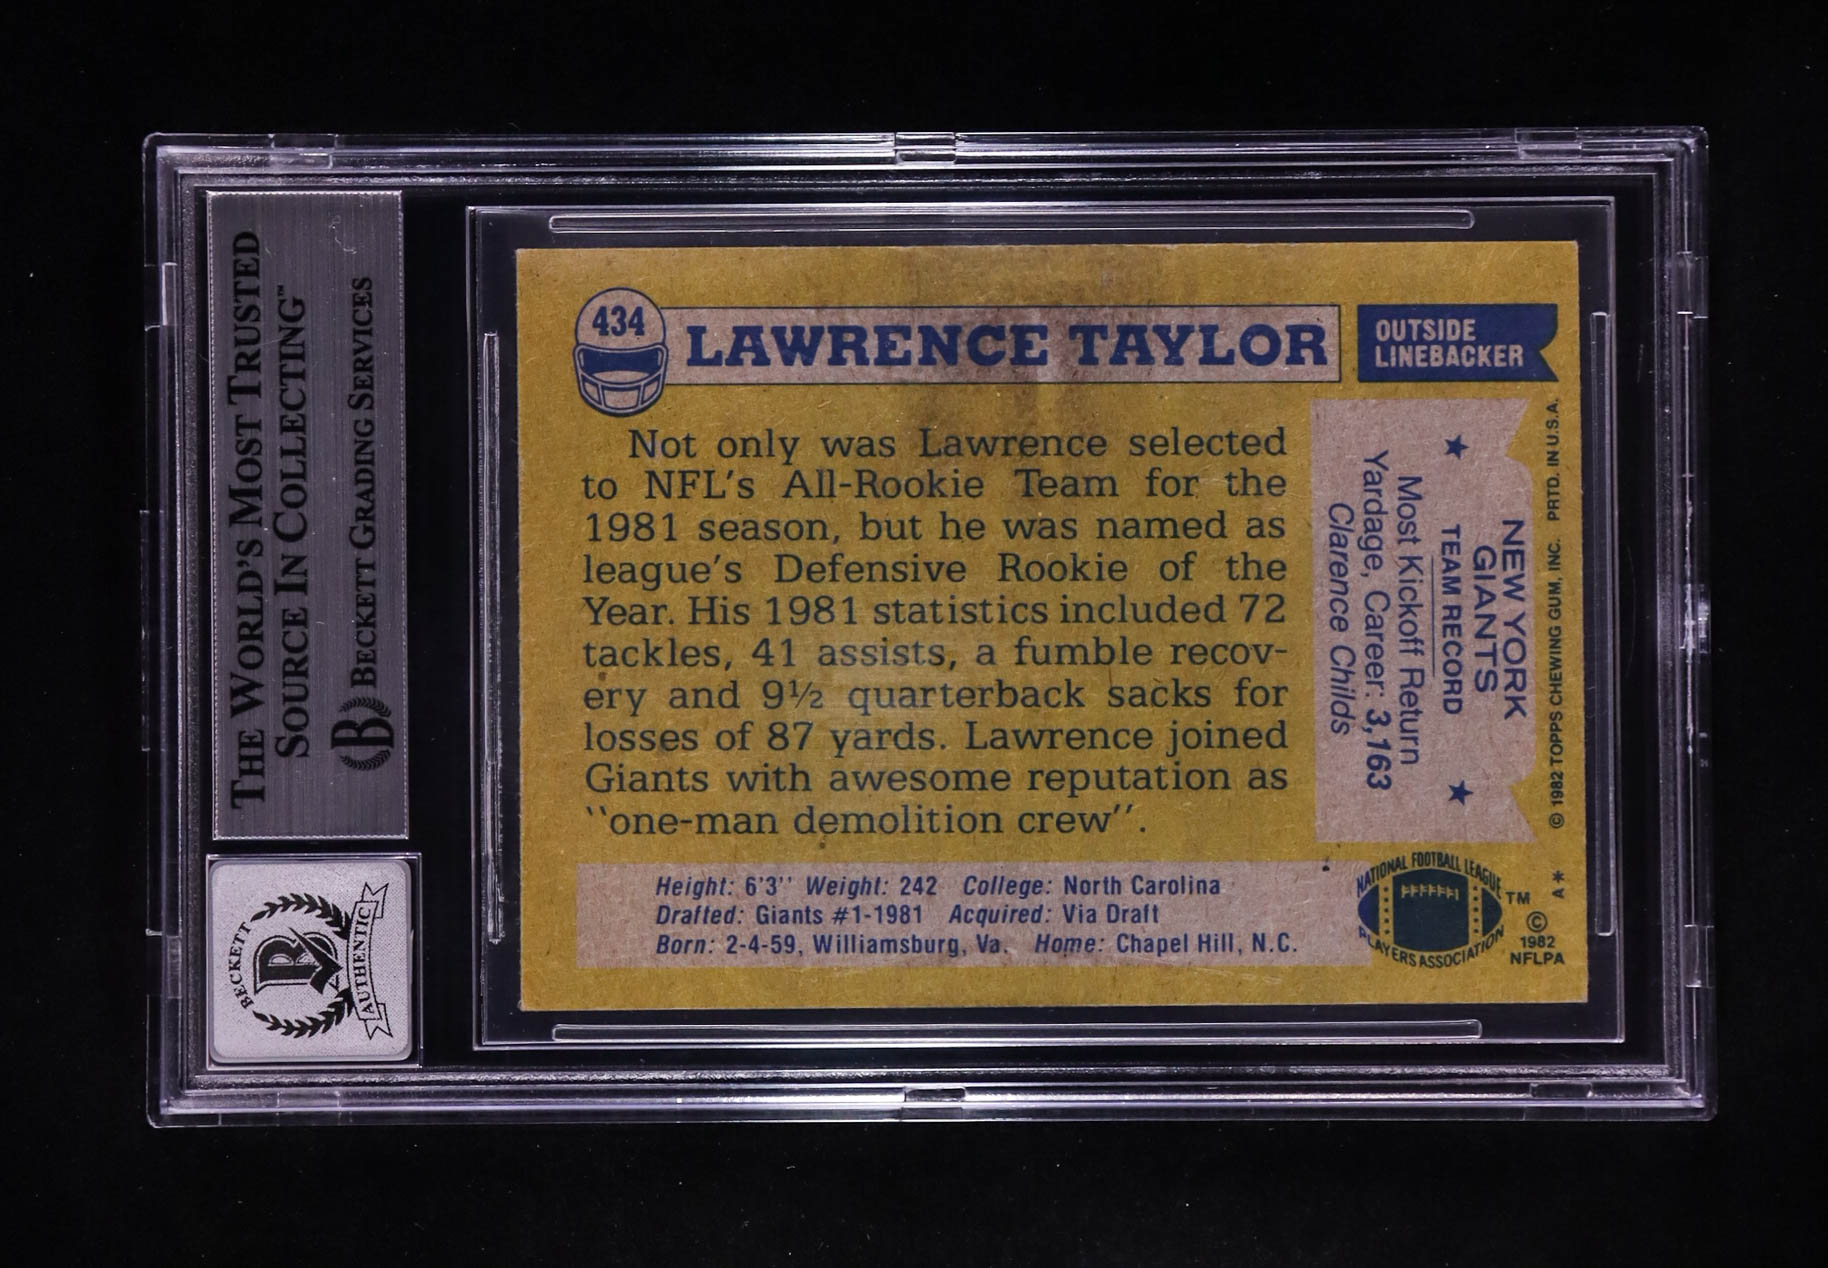 THE WORLD'S MOST TRUSTED
SOURCE IN COLLECTING™
BECKETT GRADING SERVICES
B
BECKETT
AUTHENTIC
434
LAWRENCE TAYLOR
OUTSIDE
LINEBACKER
Not only was Lawrence selected
to NFL's All-Rookie Team for the
1981 season, but he was named as
league's Defensive Rookie of the
Year. His 1981 statistics included 72
tackles, 41 assists, a fumble recov-
ery and 9½ quarterback sacks for
losses of 87 yards. Lawrence joined
Giants with awesome reputation as
"one-man demolition crew".
NEW YORK
GIANTS
★ TEAM RECORD ★
Most Kickoff Return
Yardage, Career: 3,163
Clarence Childs
© 1982 TOPPS CHEWING GUM, INC. PRTD. IN U.S.A.
Height: 6'3" Weight: 242 College: North Carolina
Drafted: Giants #1-1981 Acquired: Via Draft
Born: 2-4-59, Williamsburg, Va. Home: Chapel Hill, N.C.
NATIONAL FOOTBALL LEAGUE
PLAYERS ASSOCIATION
TM
A*
©
1982
NFLPA